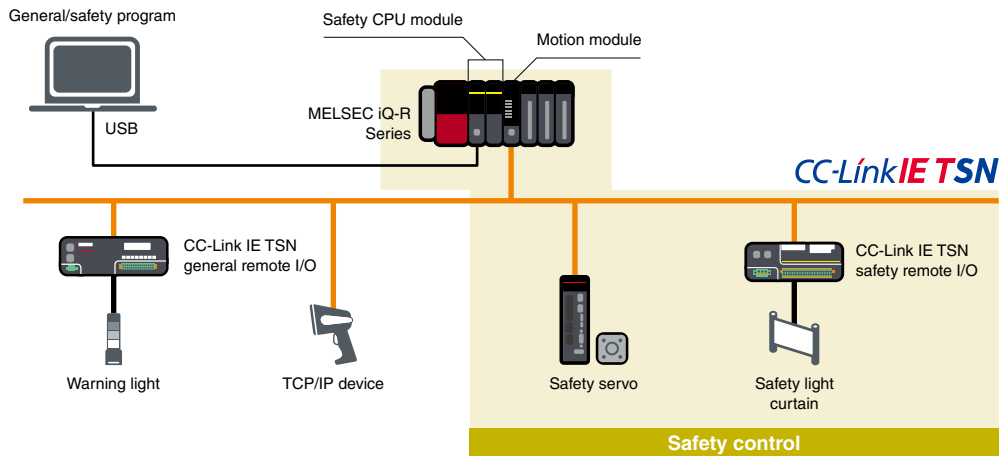 General/safety program
Safety CPU module
Motion module
MELSEC iQ-R
Series
USB
CC-Link IE TSN
CC-Link IE TSN
general remote I/O
CC-Link IE TSN
safety remote I/O
Warning light
TCP/IP device
Safety servo
Safety light
curtain
Safety control